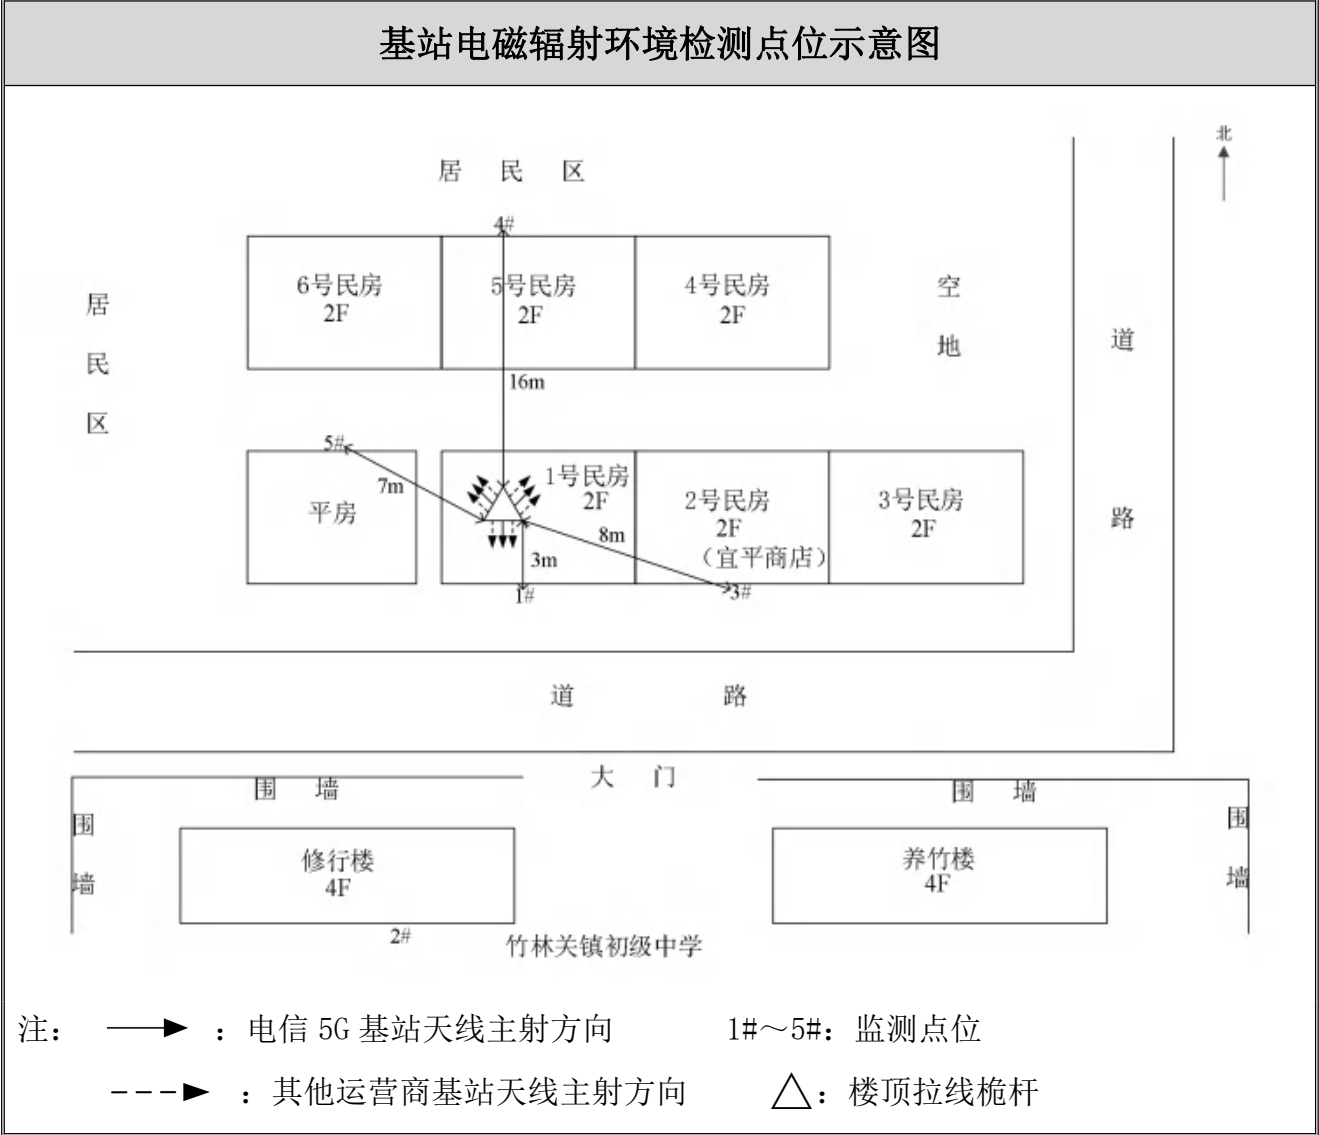 基站电磁辐射环境检测点位示意图
北
居 民 区
4#
6号民房
2F
5号民房
2F
4号民房
2F
空
地
居
民
区
道
路
16m
5#
7m
平房
1号民房
2F
8m
3m
2号民房
2F
（宜平商店）
3号民房
2F
1#
3#
道 路
大 门
围 墙
围 墙
围
墙
围
墙
修行楼
4F
养竹楼
4F
2#
竹林关镇初级中学
注： ：电信 5G 基站天线主射方向 1#～5#：监测点位
：其他运营商基站天线主射方向 △：楼顶拉线桅杆